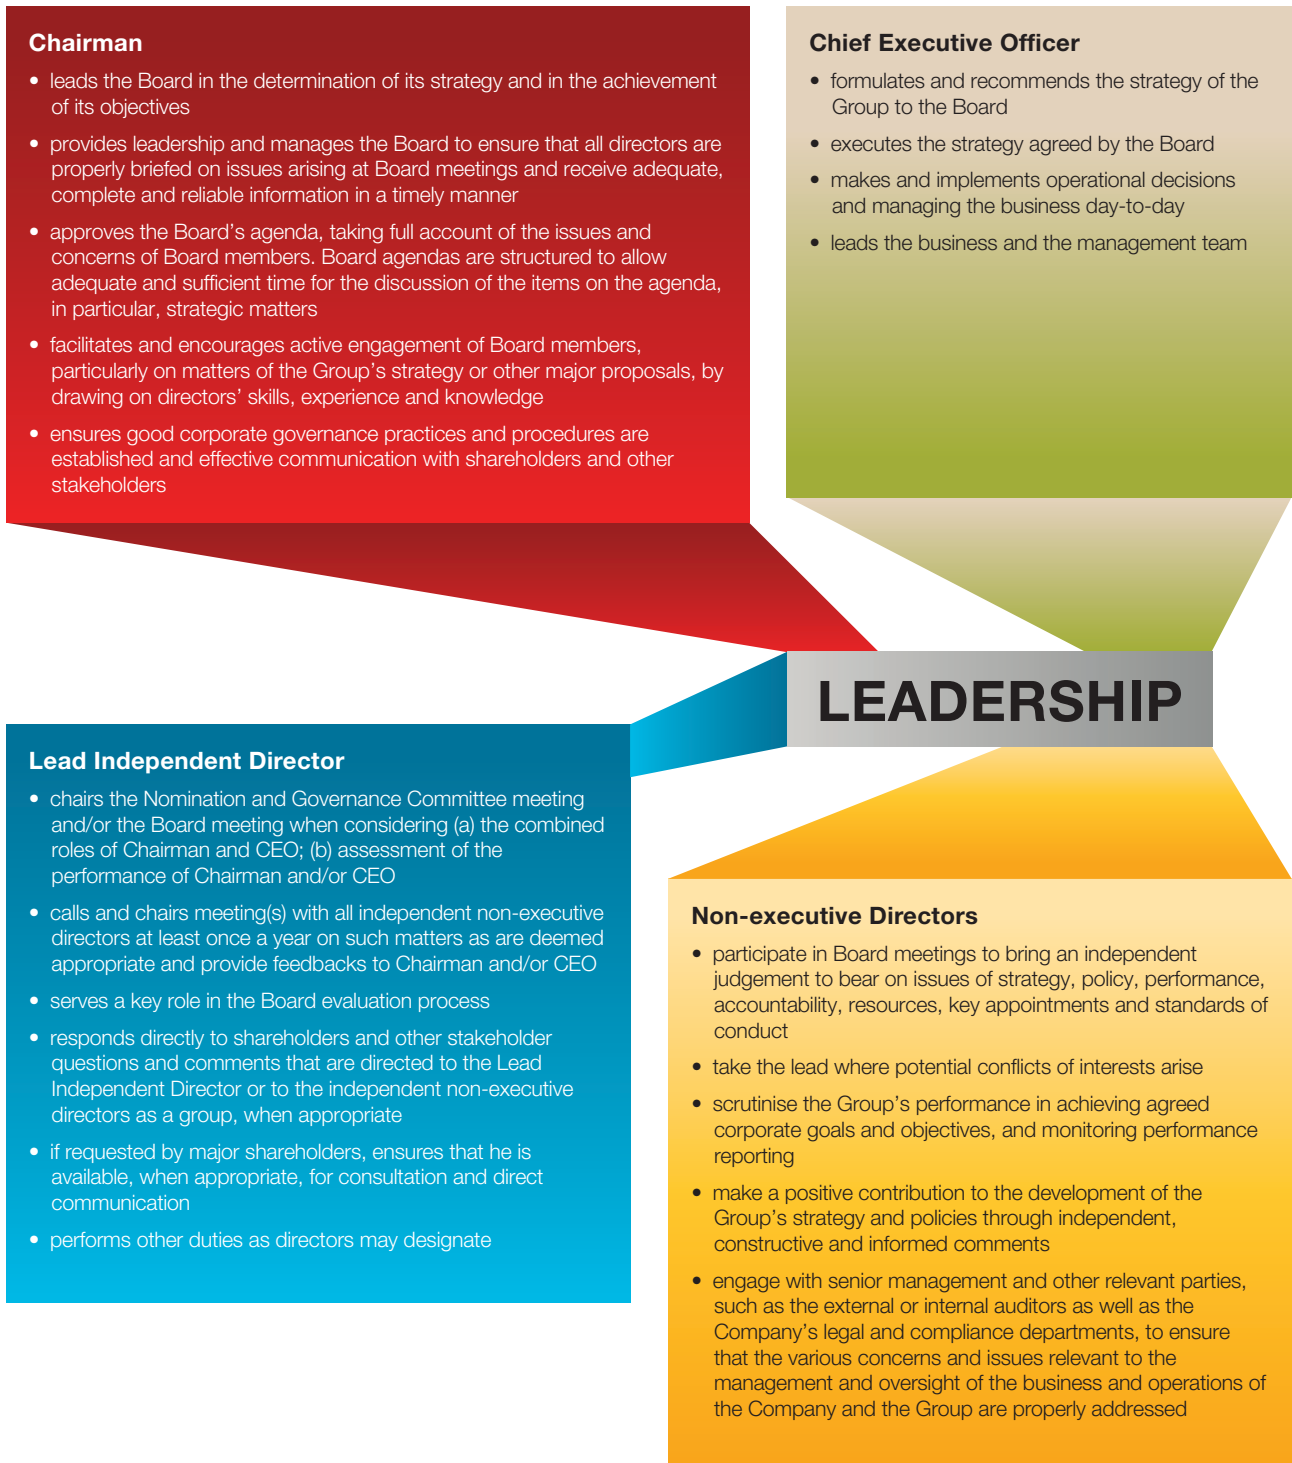 Chairman
• leads the Board in the determination of its strategy and in the achievement
of its objectives
• provides leadership and manages the Board to ensure that all directors are
properly briefed on issues arising at Board meetings and receive adequate,
complete and reliable information in a timely manner
• approves the Board's agenda, taking full account of the issues and
concerns of Board members. Board agendas are structured to allow
adequate and sufficient time for the discussion of the items on the agenda,
in particular, strategic matters
• facilitates and encourages active engagement of Board members,
particularly on matters of the Group's strategy or other major proposals, by
drawing on directors' skills, experience and knowledge
• ensures good corporate governance practices and procedures are
established and effective communication with shareholders and other
stakeholders
Chief Executive Officer
• formulates and recommends the strategy of the
Group to the Board
• executes the strategy agreed by the Board
• makes and implements operational decisions
and managing the business day-to-day
• leads the business and the management team
LEADERSHIP
Lead Independent Director
• chairs the Nomination and Governance Committee meeting
and/or the Board meeting when considering (a) the combined
roles of Chairman and CEO; (b) assessment of the
performance of Chairman and/or CEO
• calls and chairs meeting(s) with all independent non-executive
directors at least once a year on such matters as are deemed
appropriate and provide feedbacks to Chairman and/or CEO
• serves a key role in the Board evaluation process
• responds directly to shareholders and other stakeholder
questions and comments that are directed to the Lead
Independent Director or to the independent non-executive
directors as a group, when appropriate
• if requested by major shareholders, ensures that he is
available, when appropriate, for consultation and direct
communication
• performs other duties as directors may designate
Non-executive Directors
• participate in Board meetings to bring an independent
judgement to bear on issues of strategy, policy, performance,
accountability, resources, key appointments and standards of
conduct
• take the lead where potential conflicts of interests arise
• scrutinise the Group's performance in achieving agreed
corporate goals and objectives, and monitoring performance
reporting
• make a positive contribution to the development of the
Group's strategy and policies through independent,
constructive and informed comments
• engage with senior management and other relevant parties,
such as the external or internal auditors as well as the
Company's legal and compliance departments, to ensure
that the various concerns and issues relevant to the
management and oversight of the business and operations of
the Company and the Group are properly addressed